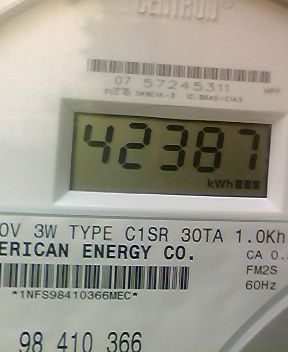 CENTRON®
07 57245311
42387
kWh
0V 3W TYPE C1SR 30TA 1.0Kh
ERICAN ENERGY CO.
CA 0.
FM2S
*1NFS98410366MEC*
60Hz
98 410 366